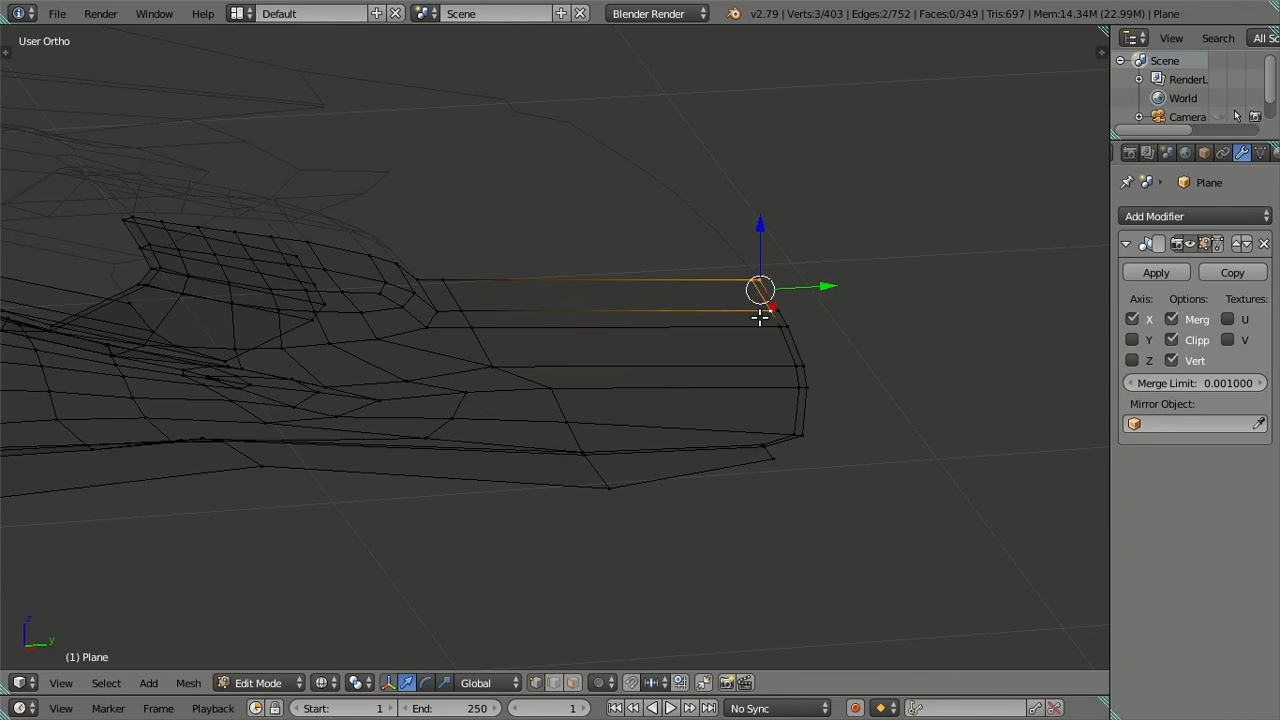 File Render Window Help Default Scene Blender Render v2.79 | Verts:3/403 | Edges:2/752 | Faces:0/349 | Tris:697 | Mem:14.34M (22.99M) | Plane
User Ortho
View Search All Sc
Scene
RenderL
World
Camera
Plane
Add Modifier
Apply Copy
Axis: Options: Textures:
X Merg U
Y Clipp V
Z Vert
Merge Limit: 0.001000
Mirror Object:
z
y
(1) Plane
View Select Add Mesh Edit Mode Global
View Marker Frame Playback Start: 1 End: 250 1 No Sync